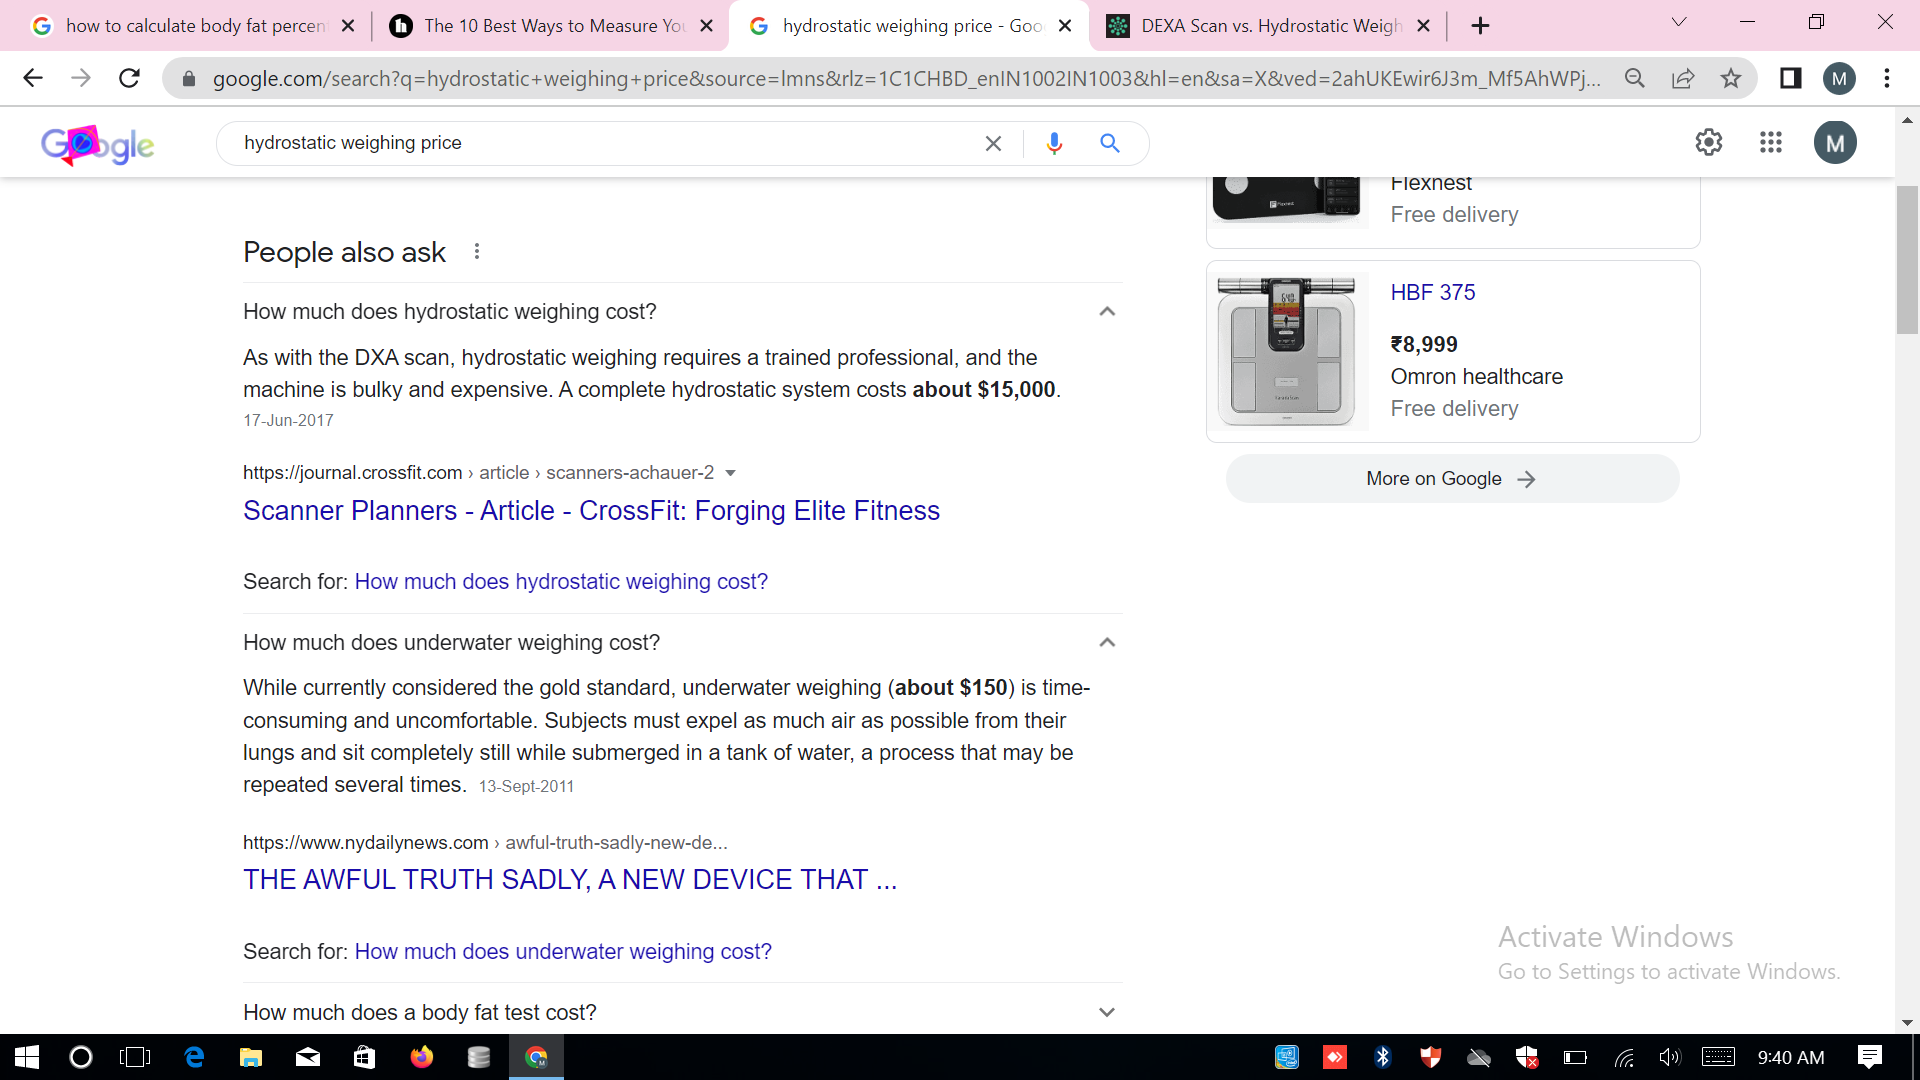 how to calculate body fat percen
The 10 Best Ways to Measure Yo
hydrostatic weighing price - Goo
DEXA Scan vs. Hydrostatic Weigh
google.com/search?q=hydrostatic+weighing+price&source=lmns&rlz=1C1CHBD_enIN1002IN1003&hl=en&sa=X&ved=2ahUKEwir6J3m_Mf5AhWPj...
M
Google
hydrostatic weighing price
M
Flexnest
Free delivery
People also ask
How much does hydrostatic weighing cost?
As with the DXA scan, hydrostatic weighing requires a trained professional, and the
machine is bulky and expensive. A complete hydrostatic system costs about $15,000.
17-Jun-2017
https://journal.crossfit.com › article › scanners-achauer-2
Scanner Planners - Article - CrossFit: Forging Elite Fitness
Search for: How much does hydrostatic weighing cost?
How much does underwater weighing cost?
While currently considered the gold standard, underwater weighing (about $150) is time-
consuming and uncomfortable. Subjects must expel as much air as possible from their
lungs and sit completely still while submerged in a tank of water, a process that may be
repeated several times. 13-Sept-2011
https://www.nydailynews.com › awful-truth-sadly-new-de...
THE AWFUL TRUTH SADLY, A NEW DEVICE THAT ...
Search for: How much does underwater weighing cost?
How much does a body fat test cost?
HBF 375
₹8,999
Omron healthcare
Free delivery
More on Google
Activate Windows
Go to Settings to activate Windows.
9:40 AM